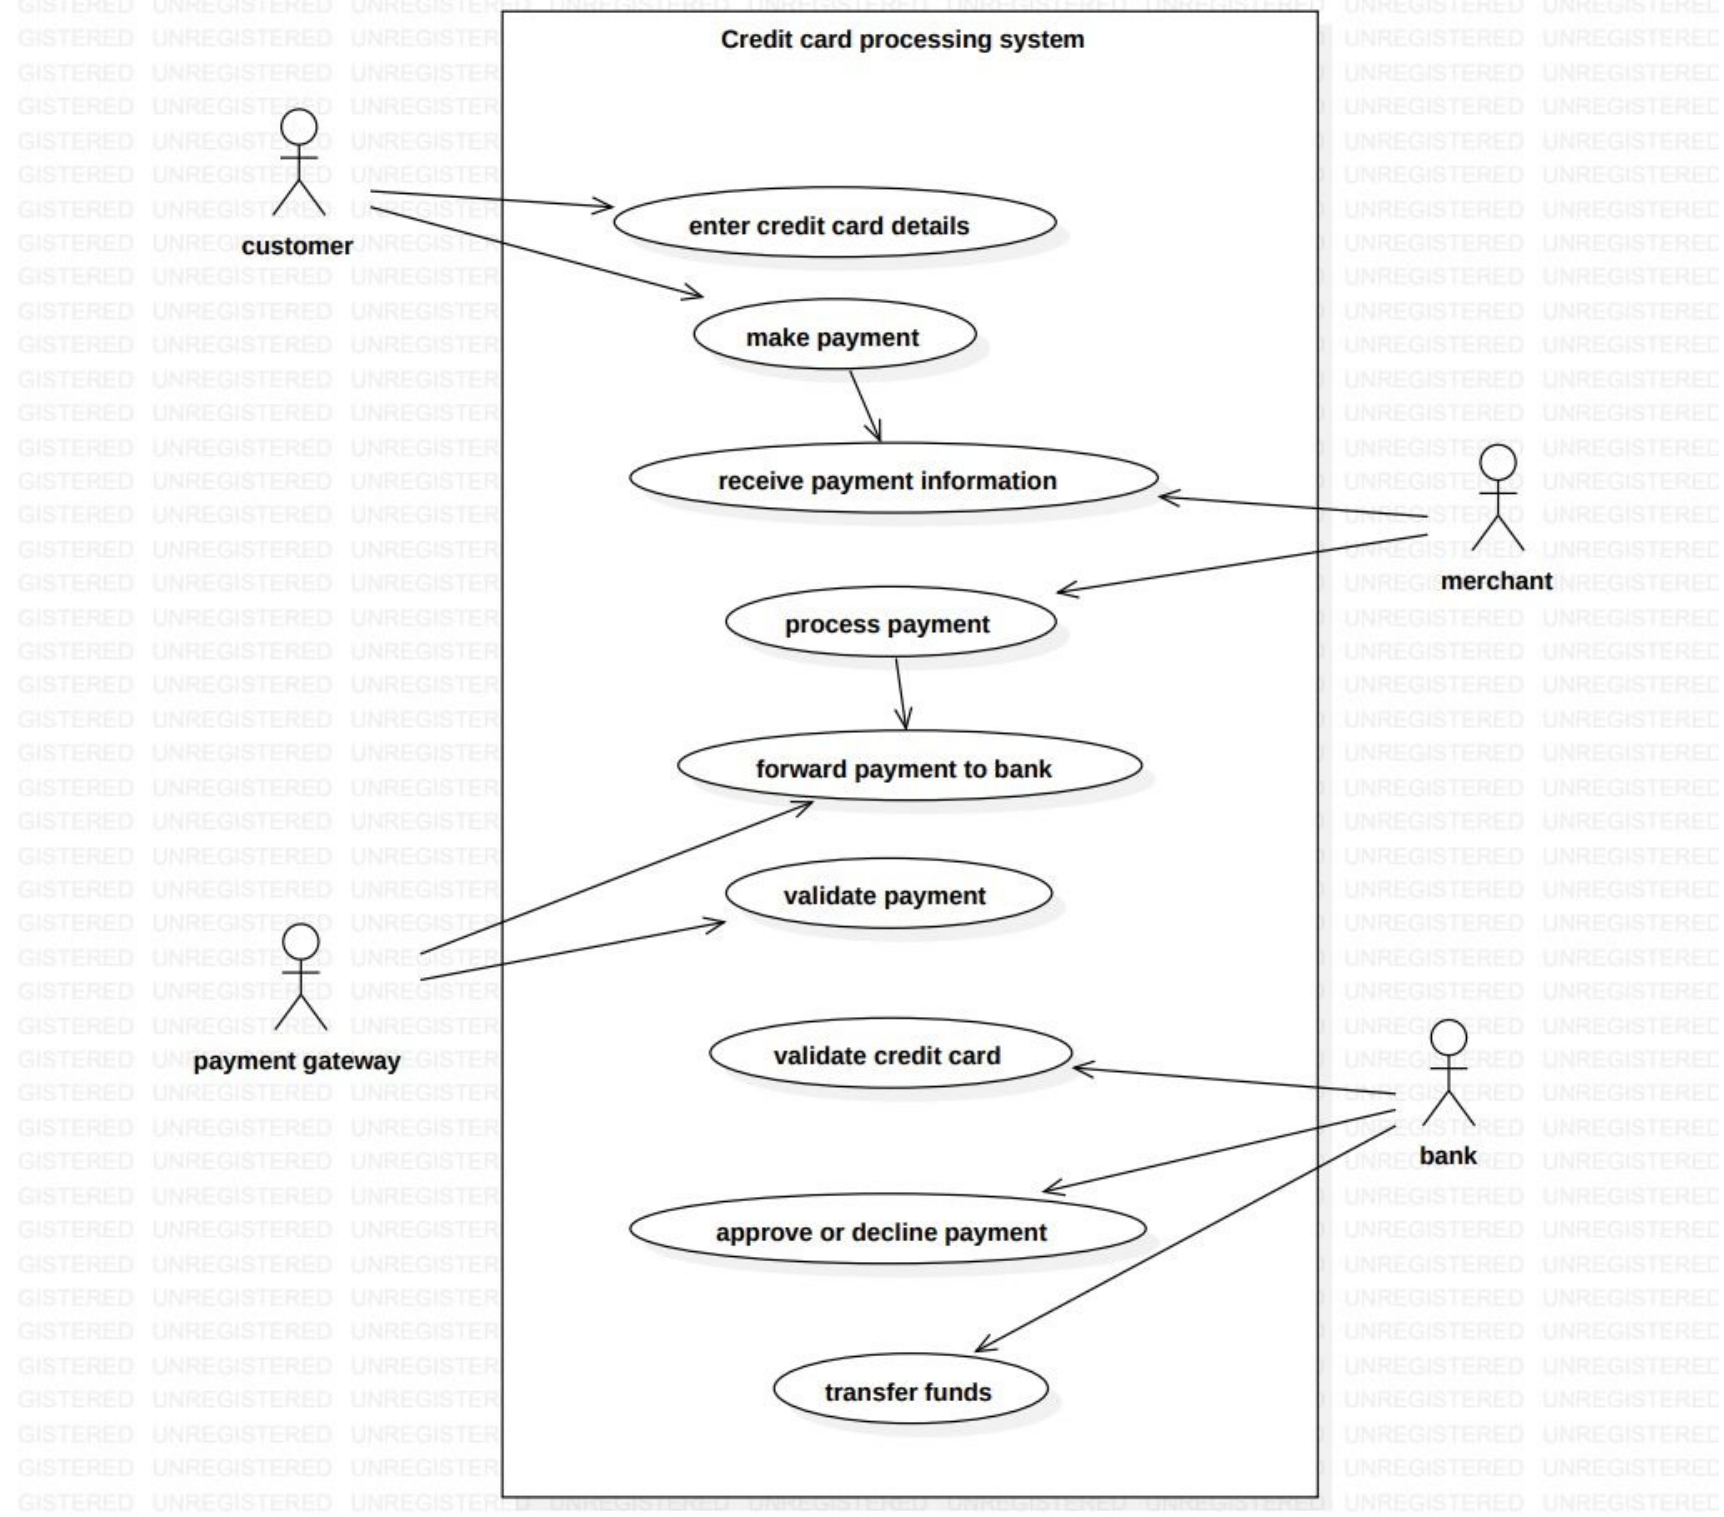 Credit card processing system
customer
enter credit card details
make payment
receive payment information
merchant
process payment
forward payment to bank
validate payment
payment gateway
validate credit card
bank
approve or decline payment
transfer funds
UNREGISTERED